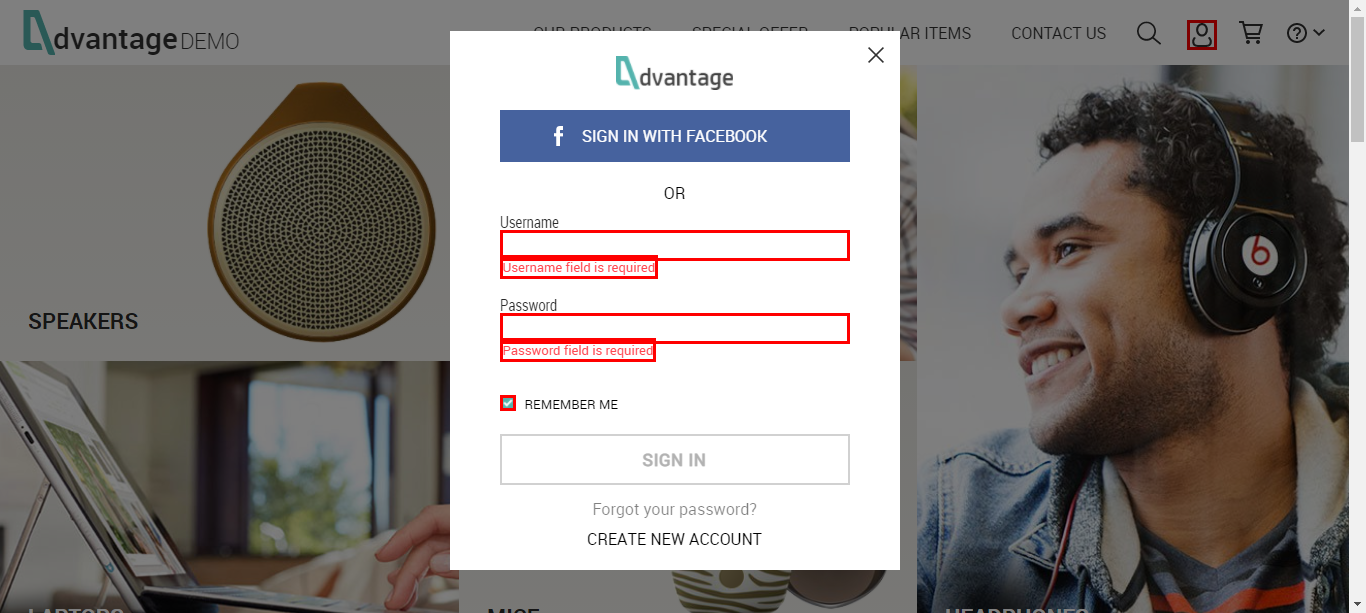 dvantage DEMO
OUR PRODUCTS SPECIAL OFFER POPULAR ITEMS CONTACT US
dvantage
SIGN IN WITH FACEBOOK
OR
Username
Username field is required
Password
Password field is required
REMEMBER ME
SIGN IN
Forgot your password?
CREATE NEW ACCOUNT
SPEAKERS
LAPTOPS
MICE
HEADPHONES